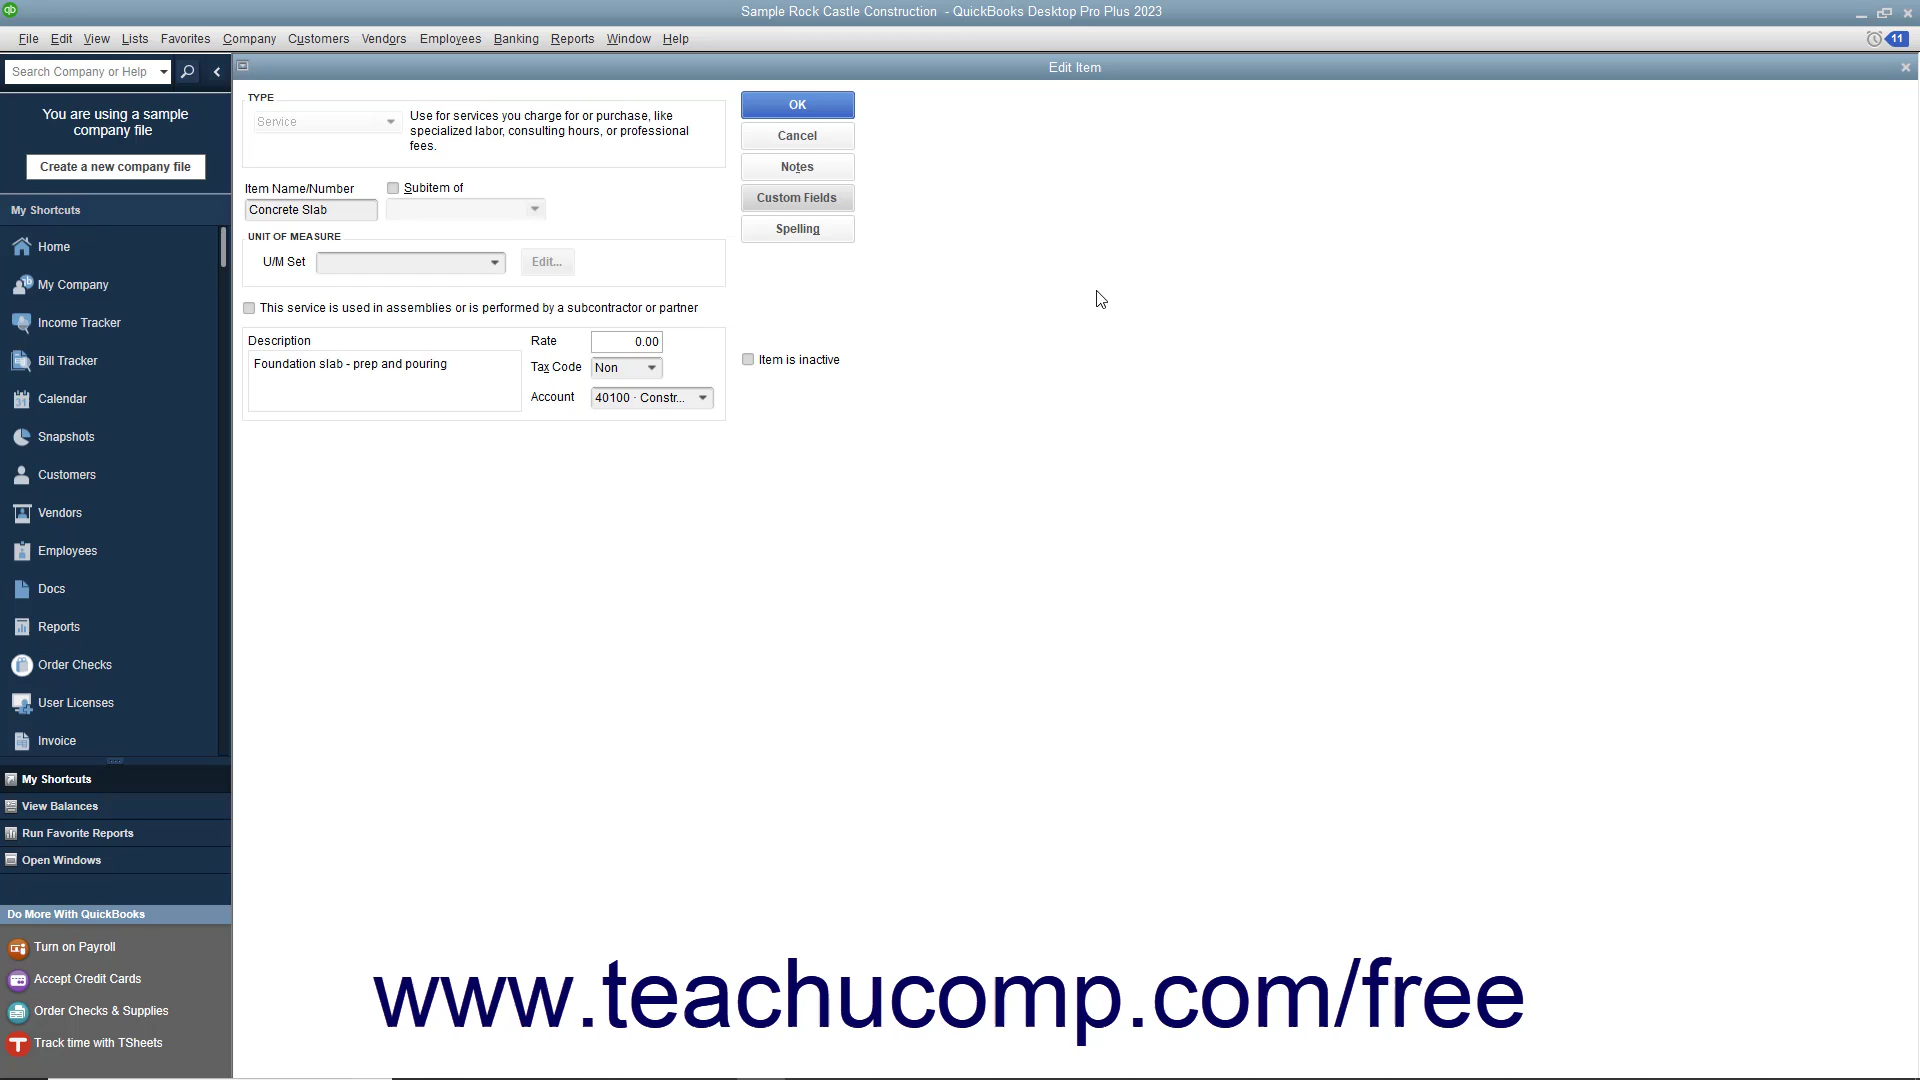 qb
Sample Rock Castle Construction - QuickBooks Desktop Pro Plus 2023
File Edit View Lists Favorites Company Customers Vendors Employees Banking Reports Window Help
11
Search Company or Help
Edit Item
You are using a sample
company file
Create a new company file
My Shortcuts
Home
My Company
Income Tracker
Bill Tracker
Calendar
Snapshots
Customers
Vendors
Employees
Docs
Reports
Order Checks
User Licenses
Invoice
My Shortcuts
View Balances
Run Favorite Reports
Open Windows
Do More With QuickBooks
Turn on Payroll
Accept Credit Cards
Order Checks & Supplies
Track time with TSheets
TYPE
Service
Use for services you charge for or purchase, like
specialized labor, consulting hours, or professional
fees.
Item Name/Number
Subitem of
Concrete Slab
UNIT OF MEASURE
U/M Set
Edit...
This service is used in assemblies or is performed by a subcontractor or partner
Description
Foundation slab - prep and pouring
Rate
0.00
Tax Code
Non
Account
40100 · Constr...
OK
Cancel
Notes
Custom Fields
Spelling
Item is inactive
www.teachucomp.com/free